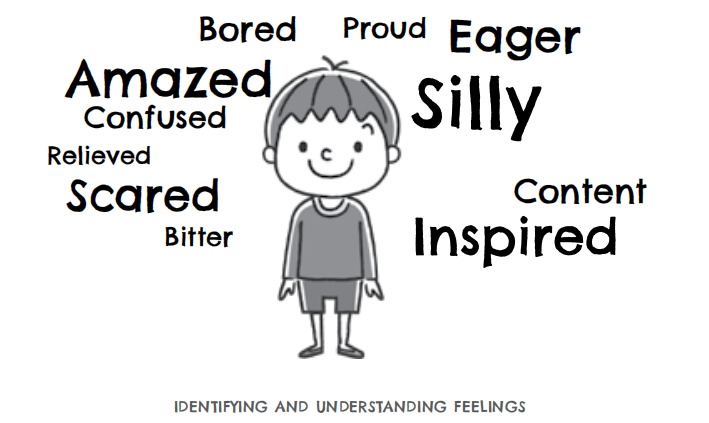 Bored
Proud
Eager
Amazed
Silly
Confused
Relieved
Scared
Content
Bitter
Inspired
IDENTIFYING AND UNDERSTANDING FEELINGS